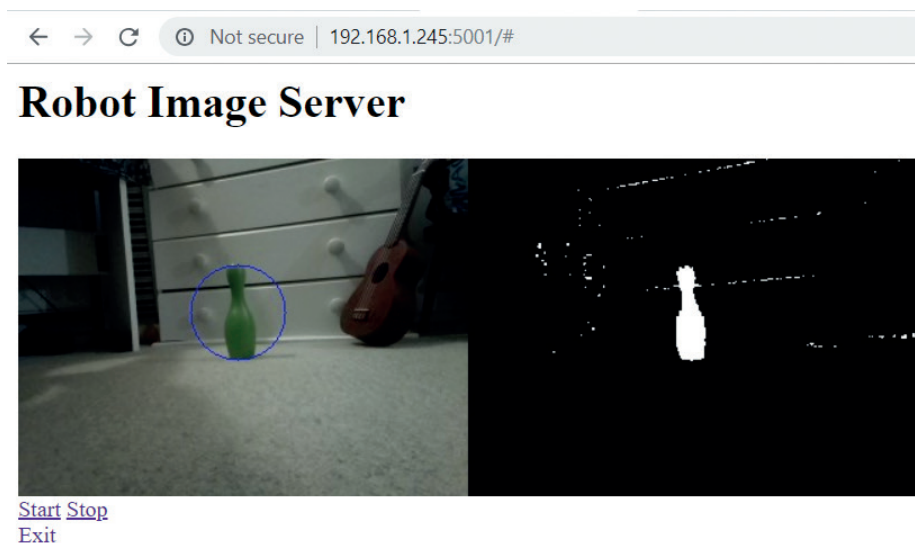 Not secure | 192.168.1.245:5001/#
Robot Image Server
Start Stop
Exit